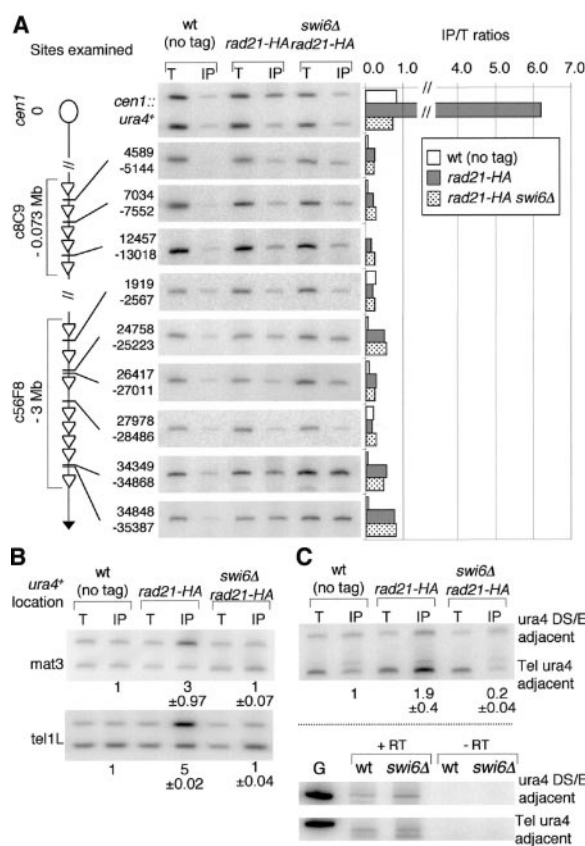 A
Sites examined
wt
(no tag)
rad21-HA
swi6Δ
rad21-HA
IP/T ratios
T IP T IP T IP
0.0 1.0 // 4.0 5.0 6.0 7.0
cen1
0
cen1::
ura4+
//
wt (no tag)
rad21-HA
rad21-HA swi6Δ
//
c8C9
- 0.073 Mb
4589
-5144
7034
-7552
12457
-13018
//
1919
-2567
c56F8
- 3 Mb
24758
-25223
26417
-27011
27978
-28486
34349
-34868
34848
-35387
B
ura4+
location
wt
(no tag)
rad21-HA
swi6Δ
rad21-HA
T IP T IP T IP
mat3
1 3 1
±0.97 ±0.07
tel1L
1 5 1
±0.02 ±0.04
C
wt
(no tag)
rad21-HA
swi6Δ
rad21-HA
T IP T IP T IP
ura4 DS/E
adjacent
Tel ura4
adjacent
1 1.9 0.2
±0.4 ±0.04
+ RT - RT
G wt swi6Δ wt swi6Δ
ura4 DS/E
adjacent
Tel ura4
adjacent